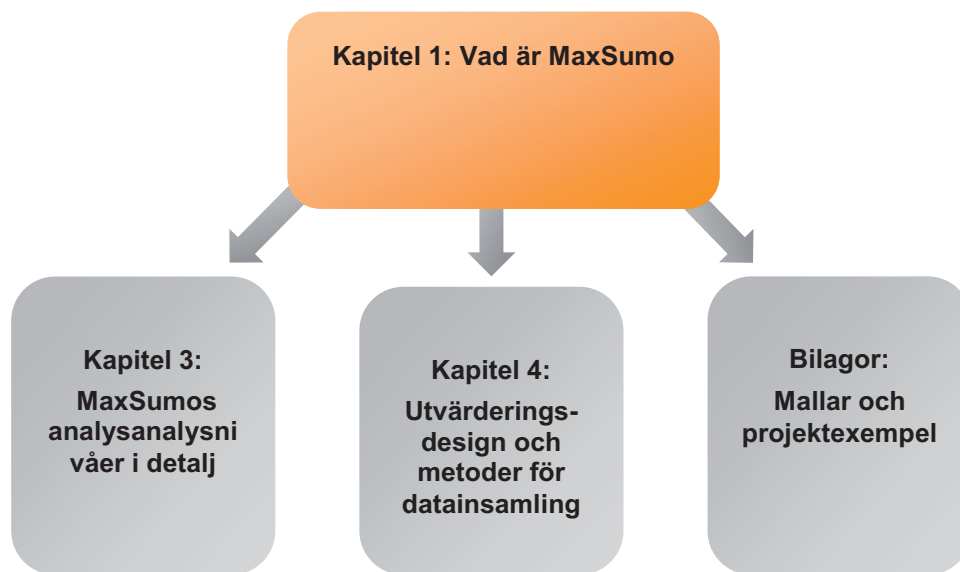 Kapitel 1: Vad är MaxSumo
Kapitel 3:
MaxSumos
analysanalysni
våer i detalj
Kapitel 4:
Utvärderings-
design och
metoder för
datainsamling
Bilagor:
Mallar och
projektexempel